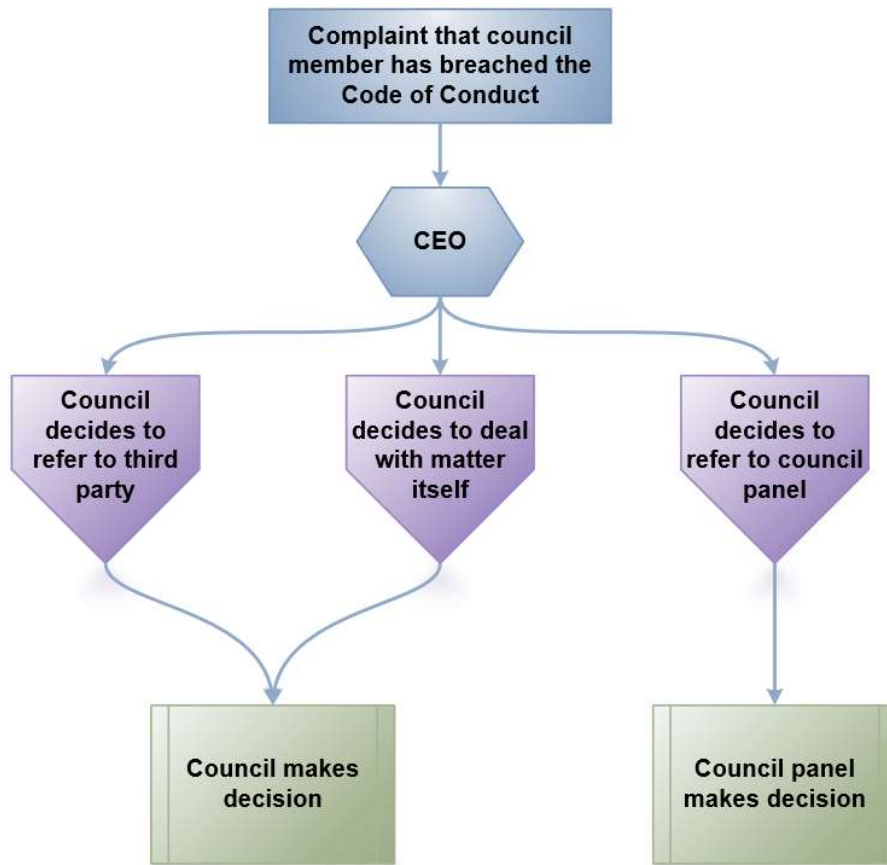 Complaint that council
member has breached the
Code of Conduct
CEO
Council
decides to
refer to third
party
Council
decides to deal
with matter
itself
Council
decides to
refer to council
panel
Council makes
decision
Council panel
makes decision